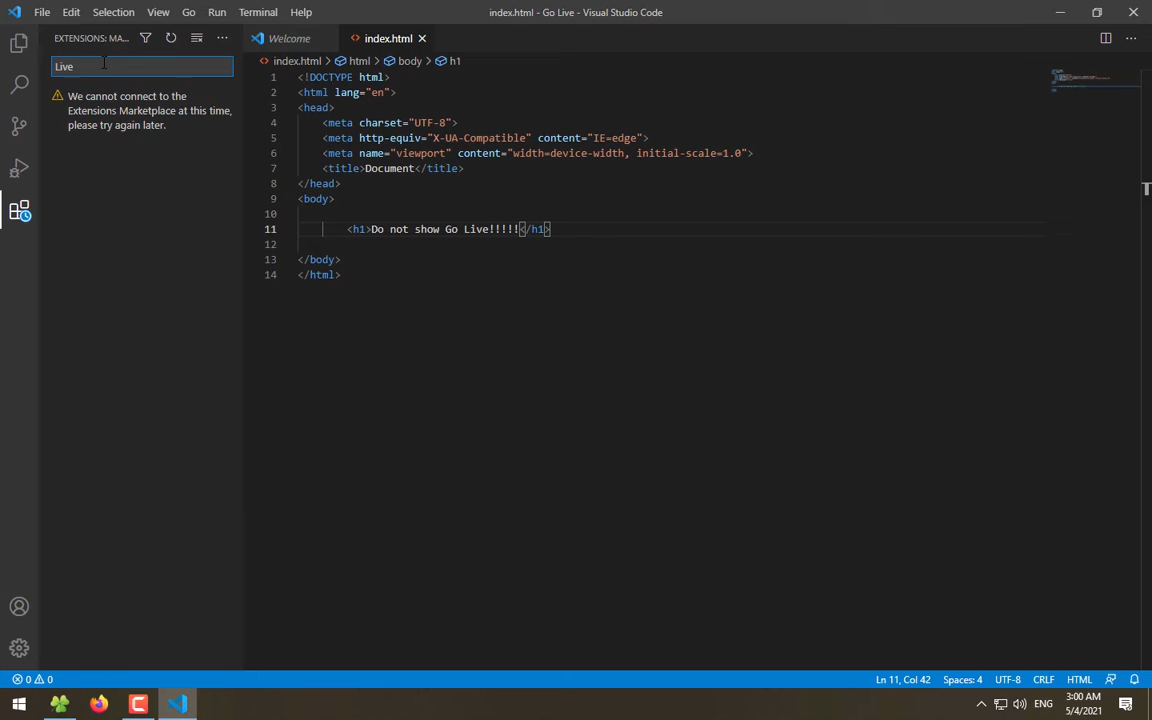 File Edit Selection View Go Run Terminal Help
index.html - Go Live - Visual Studio Code
EXTENSIONS: MA...
Welcome
index.html
Live
index.html > html > body > h1
We cannot connect to the
Extensions Marketplace at this time,
please try again later.
1 <!DOCTYPE html>
2 <html lang="en">
3 <head>
4 <meta charset="UTF-8">
5 <meta http-equiv="X-UA-Compatible" content="IE=edge">
6 <meta name="viewport" content="width=device-width, initial-scale=1.0">
7 <title>Document</title>
8 </head>
9 <body>
10
11 <h1>Do not show Go Live!!!!!</h1>
12
13 </body>
14 </html>
0 0
Ln 11, Col 42 Spaces: 4 UTF-8 CRLF HTML
ENG
3:00 AM
5/4/2021